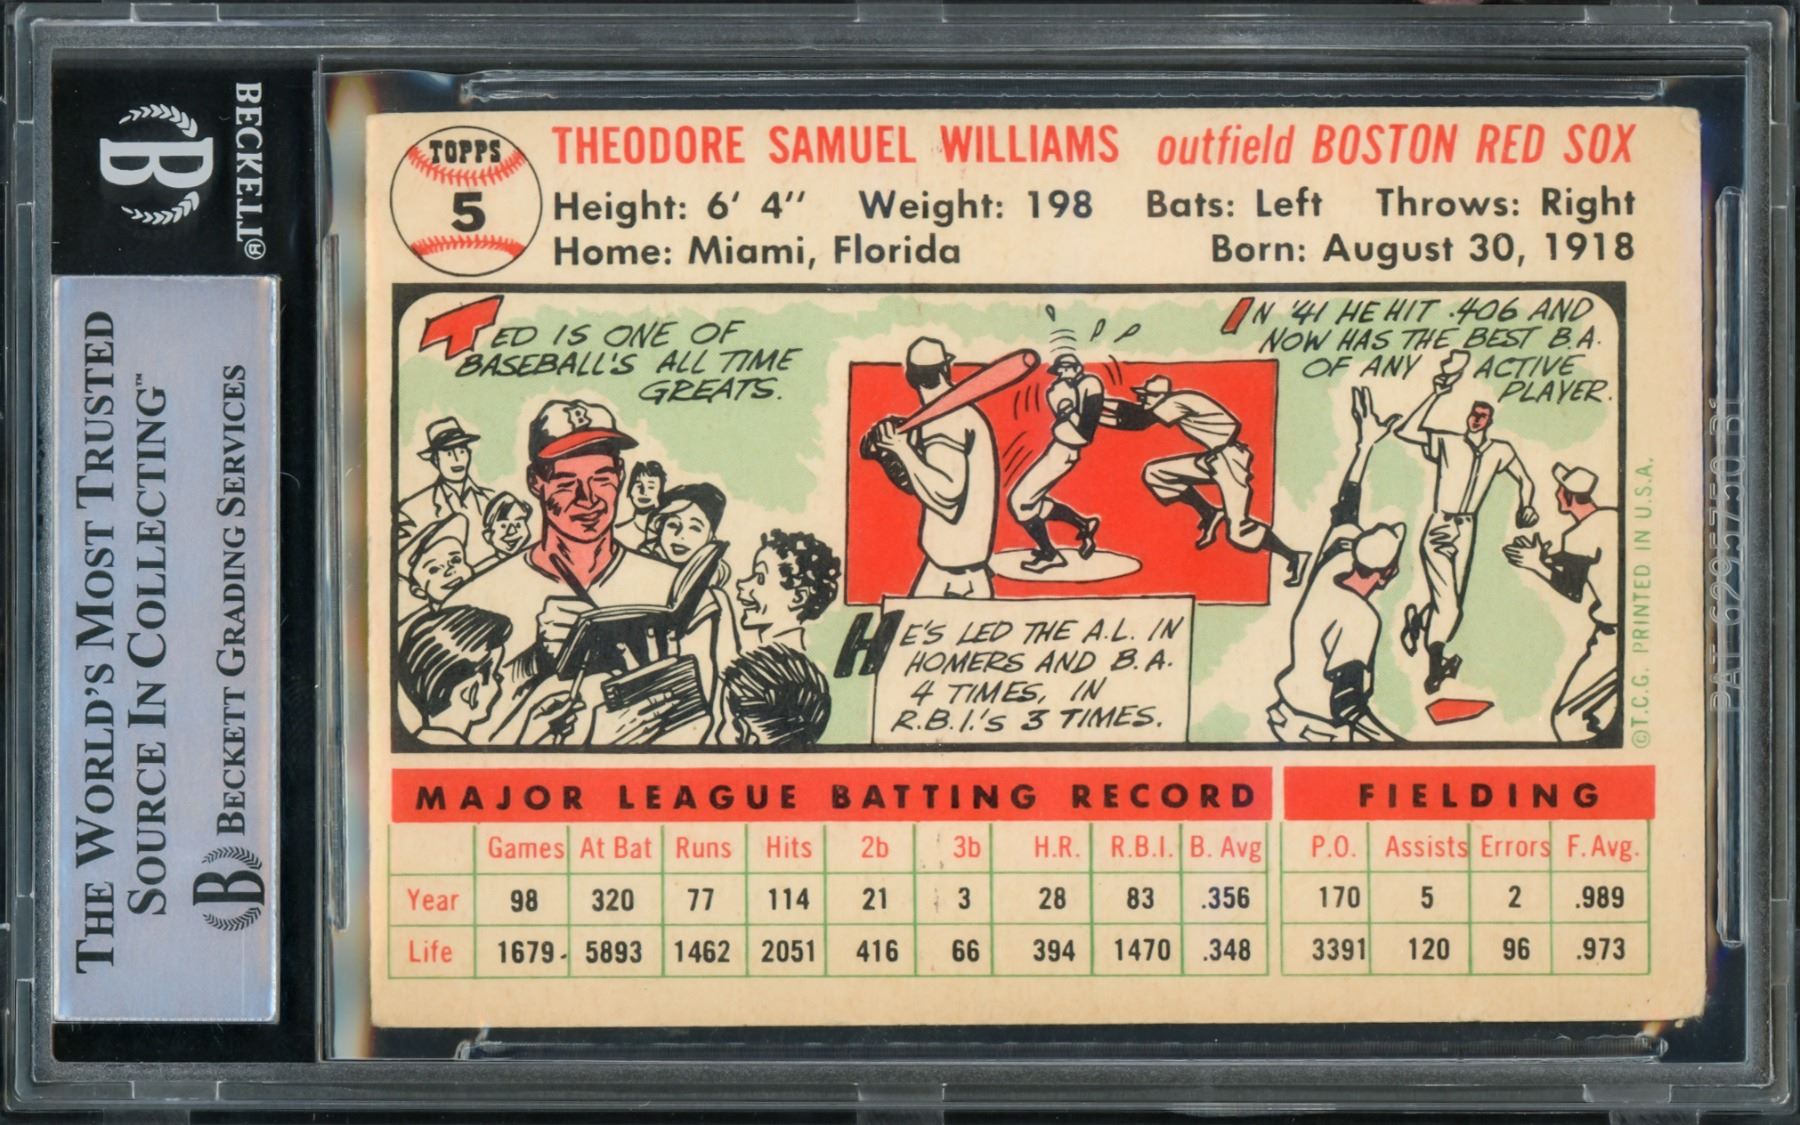 BECKETT®
B
THE WORLD'S MOST TRUSTED
SOURCE IN COLLECTING™
B BECKETT GRADING SERVICES
TOPPS
5
THEODORE SAMUEL WILLIAMS outfield BOSTON RED SOX
Height: 6' 4" Weight: 198 Bats: Left Throws: Right
Home: Miami, Florida Born: August 30, 1918
TED IS ONE OF
BASEBALL'S ALL TIME
GREATS.
B
HE'S LED THE A.L. IN
HOMERS AND B.A.
4 TIMES, IN
R.B.I.'S 3 TIMES.
IN '41 HE HIT .406 AND
NOW HAS THE BEST B.A.
OF ANY ACTIVE
PLAYER.
©T.C.G. PRINTED IN U.S.A.
MAJOR LEAGUE BATTING RECORD FIELDING
Games At Bat Runs Hits 2b 3b H.R. R.B.I. B. Avg P.O. Assists Errors F. Avg.
Year 98 320 77 114 21 3 28 83 .356 170 5 2 .989
Life 1679 5893 1462 2051 416 66 394 1470 .348 3391 120 96 .973